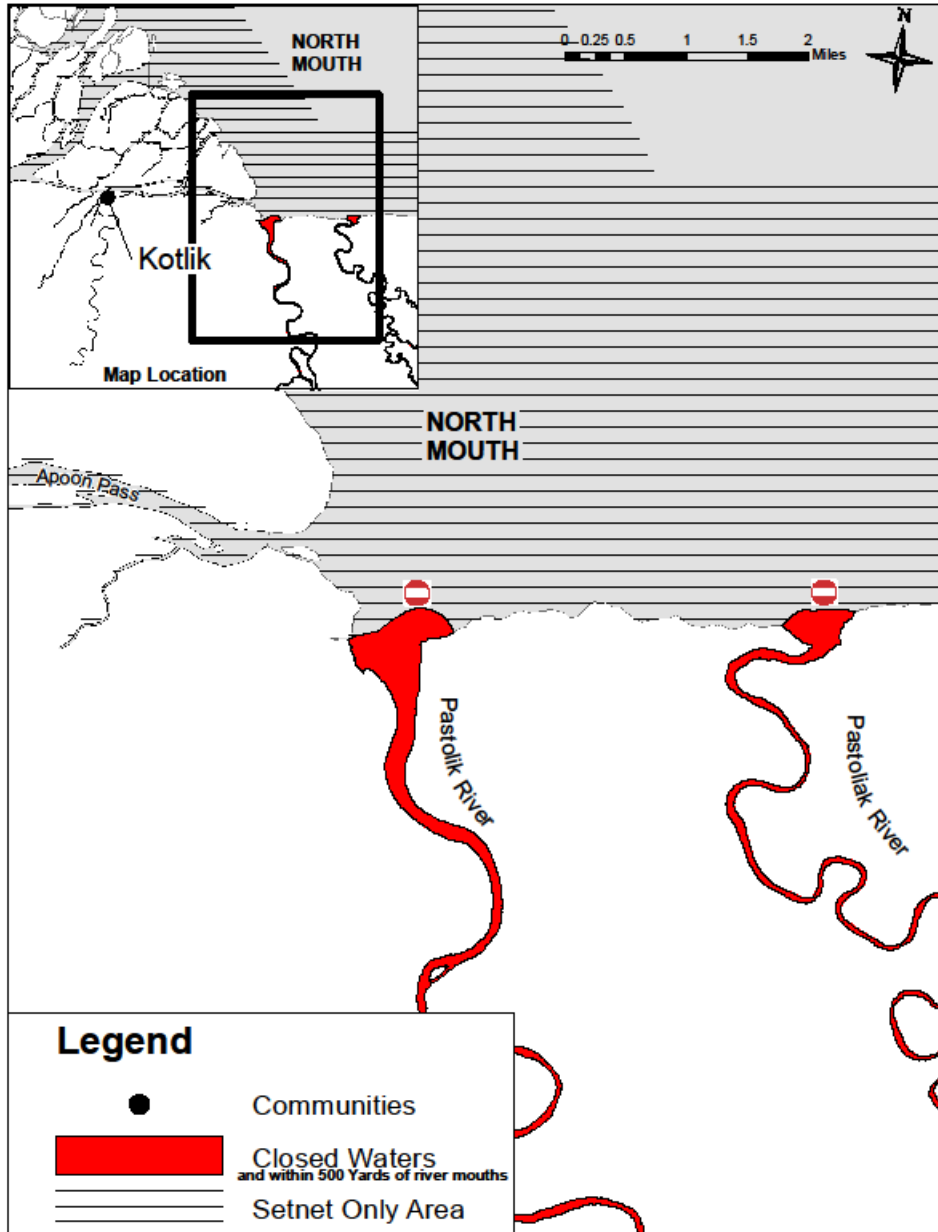 NORTH
MOUTH
N
0 0.25 0.5 1 1.5 2
Miles
Kotlik
Map Location
NORTH
MOUTH
Apoon Pass
Pastolik River
Pastoliak River
Legend
Communities
Closed Waters
and within 500 Yards of river mouths
Setnet Only Area